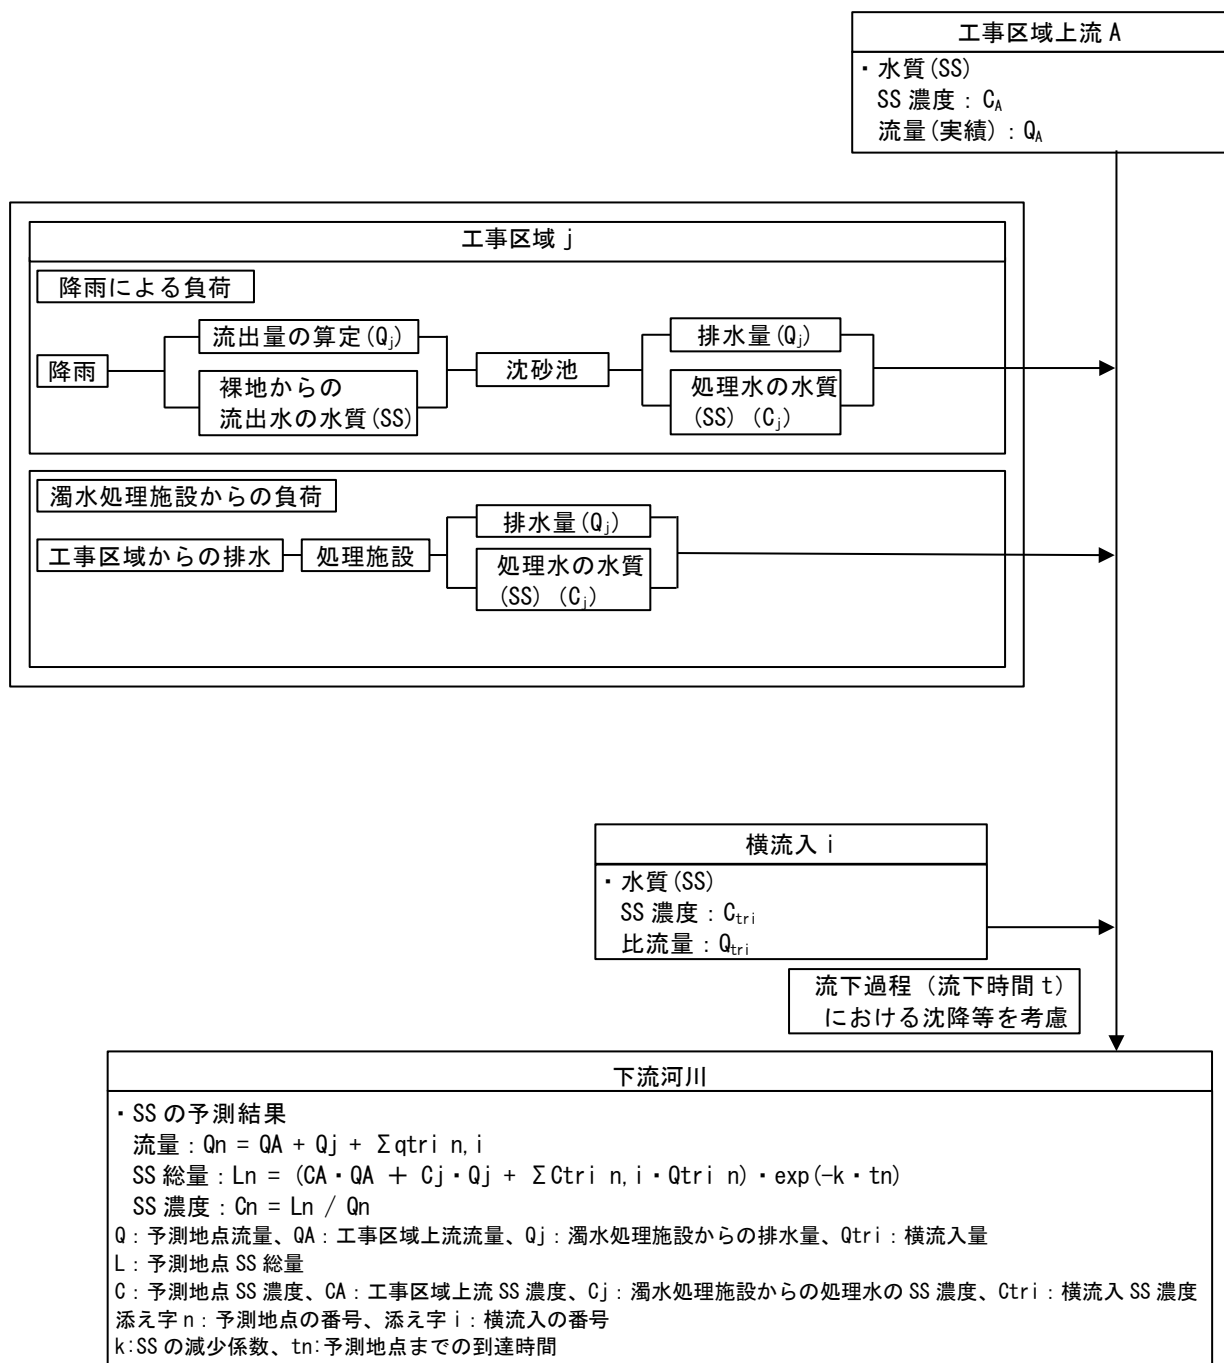 工事区域上流 A
・水質(SS)
SS 濃度：C_A
流量(実績)：Q_A
工事区域 j
降雨による負荷
降雨
流出量の算定(Q_j)
裸地からの
流出水の水質(SS)
沈砂池
排水量(Q_j)
処理水の水質
(SS) (C_j)
濁水処理施設からの負荷
工事区域からの排水
処理施設
排水量(Q_j)
処理水の水質
(SS) (C_j)
横流入 i
・水質(SS)
SS 濃度：C_tri
比流量：Q_tri
流下過程（流下時間 t）
における沈降等を考慮
下流河川
・SS の予測結果
流量：Qn = QA + Qj + Σqtri n,i
SS 総量：Ln = (CA・QA ＋ Cj・Qj + ΣCtri n,i・Qtri n)・exp(-k・tn)
SS 濃度：Cn = Ln / Qn
Q：予測地点流量、QA：工事区域上流流量、Qj：濁水処理施設からの排水量、Qtri：横流入量
L：予測地点 SS 総量
C：予測地点 SS 濃度、CA：工事区域上流 SS 濃度、Cj：濁水処理施設からの処理水の SS 濃度、Ctri：横流入 SS 濃度
添え字 n：予測地点の番号、添え字 i：横流入の番号
k:SS の減少係数、tn:予測地点までの到達時間